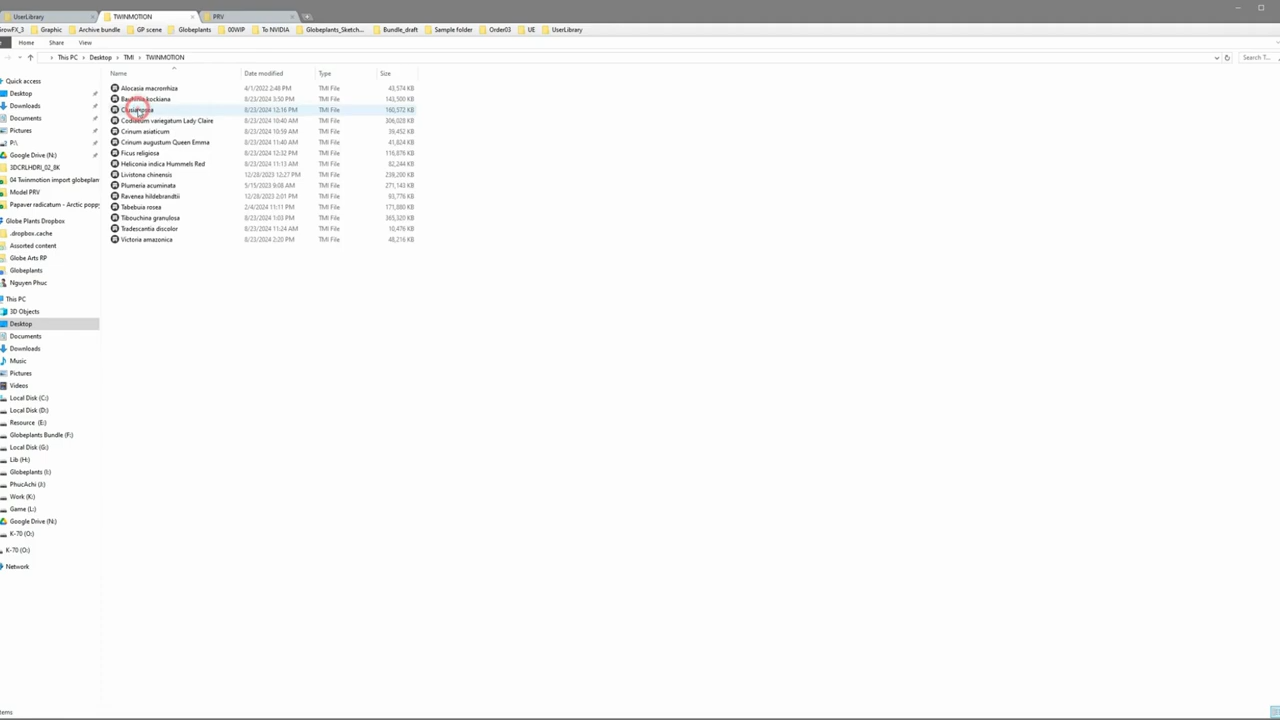 UserLibrary
TWINMOTION
PRV
GrowFX_3 Graphic Archive bundle GP scene Globeplants 00WIP To NVIDIA Globeplants_Sketch... Bundle_draft Sample folder Order03 UE UserLibrary
Home Share View
This PC > Desktop > TMI > TWINMOTION
Search T...
Name Date modified Type Size
Alocasia macrorrhiza 4/1/2022 2:48 PM TMI File 43,574 KB
Bauhinia kockiana 8/23/2024 3:50 PM TMI File 143,500 KB
8/23/2024 12:16 PM TMI File 160,572 KB
Codiaeum variegatum Lady Claire 8/23/2024 10:40 AM TMI File 306,028 KB
Crinum asiaticum 8/23/2024 10:59 AM TMI File 39,452 KB
Crinum augustum Queen Emma 8/23/2024 11:40 AM TMI File 41,824 KB
Ficus religiosa 8/23/2024 12:32 PM TMI File 116,876 KB
Heliconia indica Hummels Red 8/23/2024 11:13 AM TMI File 82,244 KB
Livistona chinensis 12/28/2023 12:27 PM TMI File 239,200 KB
Plumeria acuminata 5/15/2023 9:08 AM TMI File 271,143 KB
Ravenea hildebrandtii 12/28/2023 2:01 PM TMI File 93,776 KB
Tabebuia rosea 2/4/2024 11:11 PM TMI File 171,880 KB
Tibouchina granulosa 8/23/2024 1:03 PM TMI File 365,320 KB
Tradescantia discolor 8/23/2024 11:24 AM TMI File 10,476 KB
Victoria amazonica 8/23/2024 2:20 PM TMI File 48,216 KB
Quick access
Desktop
Downloads
Documents
Pictures
P:\
Google Drive (N:)
3DCRLHDRI_02_8K
04 Twinmotion import globeplan
Model PRV
Papaver radicatum - Arctic poppy
Globe Plants Dropbox
.dropbox.cache
Assorted content
Globe Arts RP
Globeplants
Nguyen Phuc
This PC
3D Objects
Desktop
Documents
Downloads
Music
Pictures
Videos
Local Disk (C:)
Local Disk (D:)
Resource (E:)
Globeplants Bundle (F:)
Local Disk (G:)
Lib (H:)
Globeplants (I:)
PhucAchi (J:)
Work (K:)
Game (L:)
Google Drive (N:)
K-70 (O:)
K-70 (O:)
Network
items